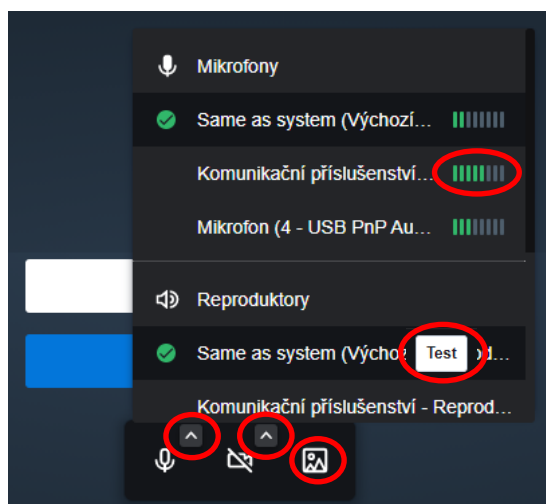 Mikrofony
Same as system (Výchozí…
Komunikační příslušenství…
Mikrofon (4 - USB PnP Au…
Reproduktory
Same as system (Výchoz Test od…
Komunikační příslušenství - Reprod…